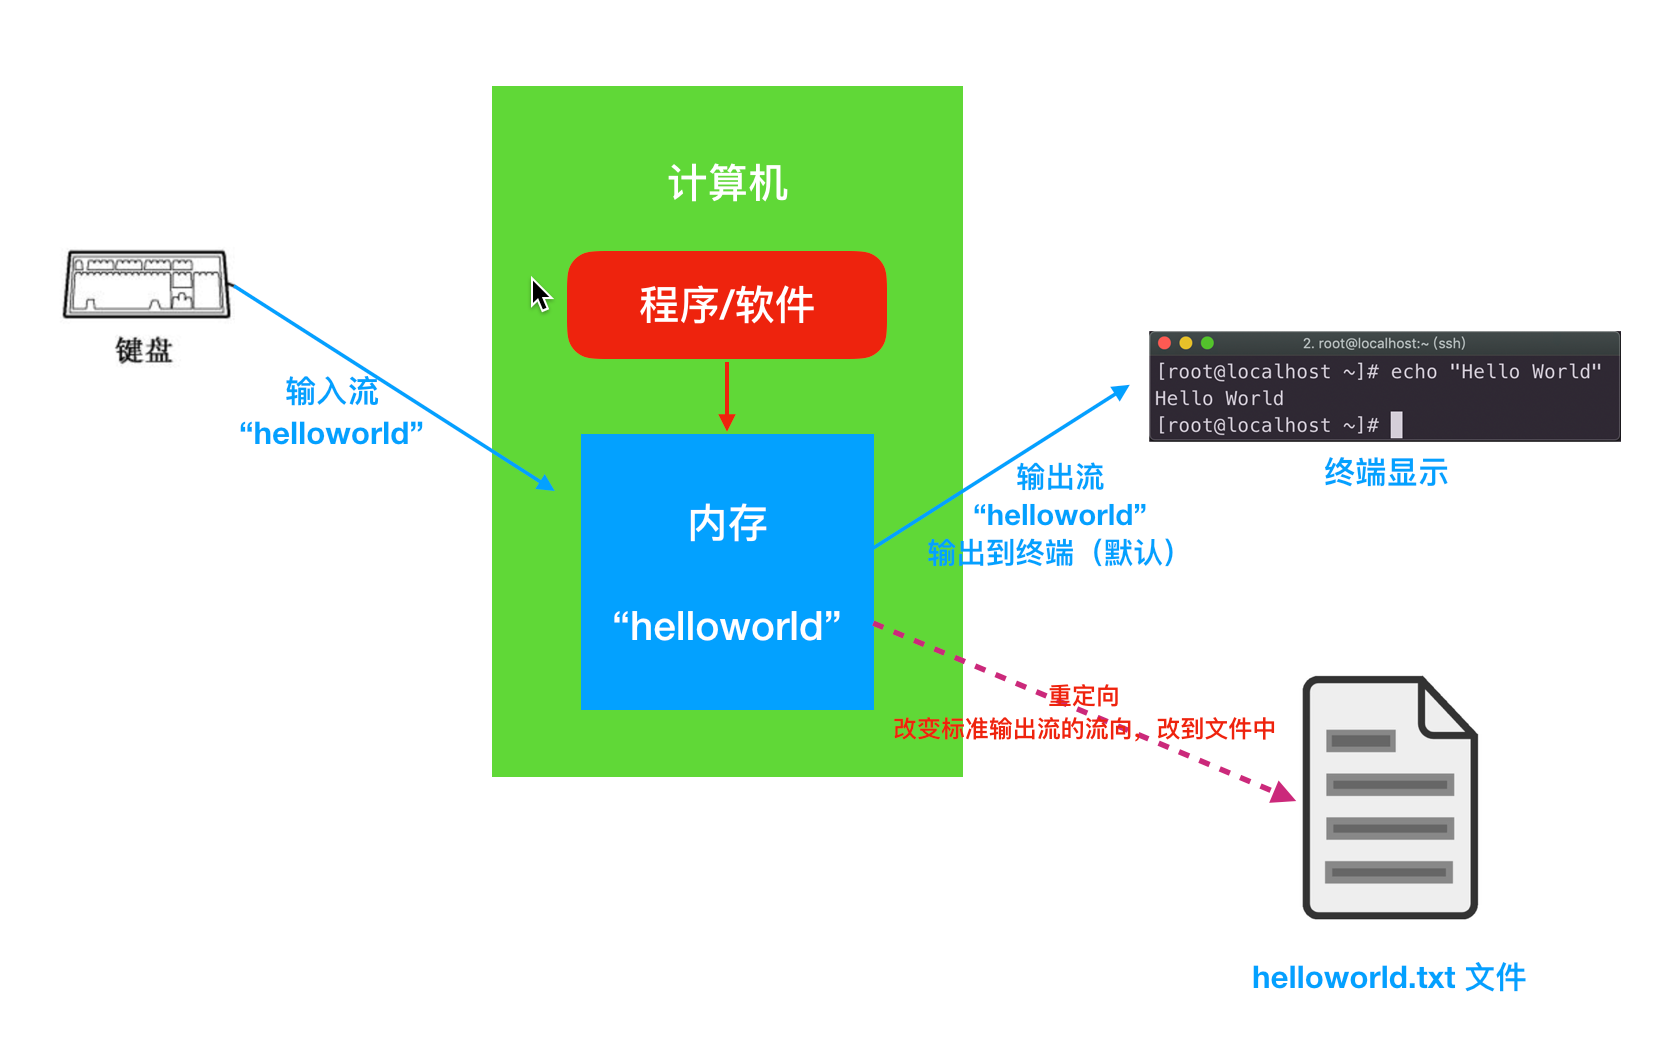 计算机
程序/软件
键盘
输入流
“helloworld”
内存
“helloworld”
2. root@localhost:~ (ssh)
[root@localhost ~]# echo "Hello World"
Hello World
[root@localhost ~]#
终端显示
输出流
“helloworld”
输出到终端（默认）
重定向
改变标准输出流的流向，改到文件中
helloworld.txt 文件